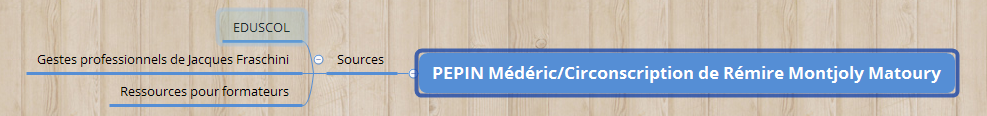 EDUSCOL
Gestes professionnels de Jacques Fraschini
Ressources pour formateurs
Sources
PEPIN Médéric/Circonscription de Rémire Montjoly Matoury